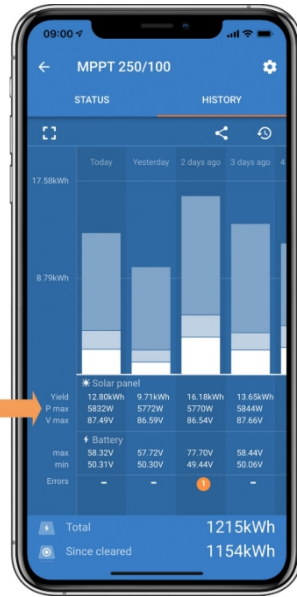 09:00
MPPT 250/100
STATUS HISTORY
Today Yesterday 2 days ago 3 days ago 4
17.58kWh
8.79kWh
Solar panel
Yield 12.80kWh 9.71kWh 16.18kWh 13.65kWh
P max 5832W 5772W 5770W 5844W
V max 87.49V 86.59V 86.54V 87.66V
Battery
max 58.32V 57.72V 77.70V 58.44V
min 50.31V 50.30V 49.44V 50.06V
Errors - - 1 -
Total 1215kWh
Since cleared 1154kWh